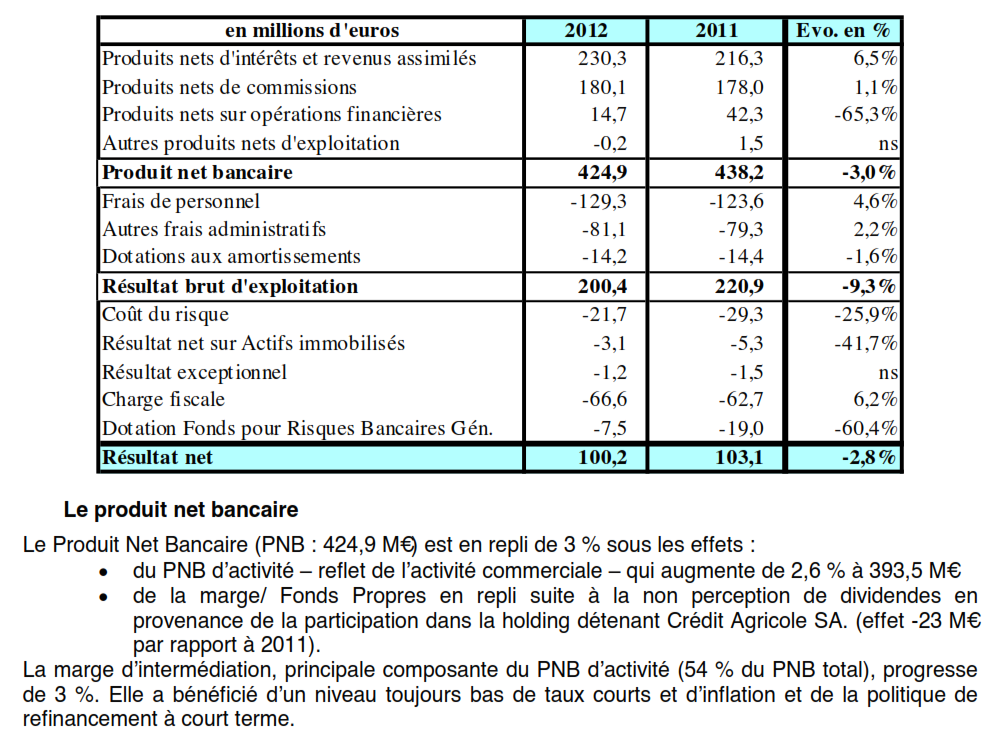 en millions d'euros 2012 2011 Evo. en %
Produits nets d'intérêts et revenus assimilés 230,3 216,3 6,5%
Produits nets de commissions 180,1 178,0 1,1%
Produits nets sur opérations financières 14,7 42,3 -65,3%
Autres produits nets d'exploitation -0,2 1,5 ns
Produit net bancaire 424,9 438,2 -3,0%
Frais de personnel -129,3 -123,6 4,6%
Autres frais administratifs -81,1 -79,3 2,2%
Dotations aux amortissements -14,2 -14,4 -1,6%
Résultat brut d'exploitation 200,4 220,9 -9,3%
Coût du risque -21,7 -29,3 -25,9%
Résultat net sur Actifs immobilisés -3,1 -5,3 -41,7%
Résultat exceptionnel -1,2 -1,5 ns
Charge fiscale -66,6 -62,7 6,2%
Dotation Fonds pour Risques Bancaires Gén. -7,5 -19,0 -60,4%
Résultat net 100,2 103,1 -2,8%
Le produit net bancaire
Le Produit Net Bancaire (PNB : 424,9 M€) est en repli de 3 % sous les effets :
• du PNB d'activité – reflet de l'activité commerciale – qui augmente de 2,6 % à 393,5 M€
• de la marge/ Fonds Propres en repli suite à la non perception de dividendes en
provenance de la participation dans la holding détenant Crédit Agricole SA. (effet -23 M€
par rapport à 2011).
La marge d'intermédiation, principale composante du PNB d'activité (54 % du PNB total), progresse
de 3 %. Elle a bénéficié d'un niveau toujours bas de taux courts et d'inflation et de la politique de
refinancement à court terme.